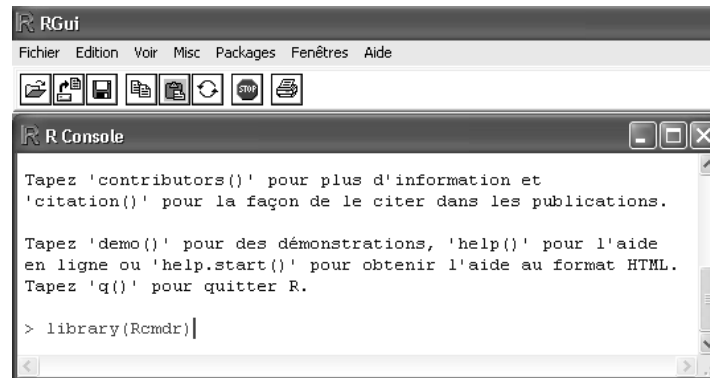 RGui
Fichier Edition Voir Misc Packages Fenêtres Aide
STOP
R Console
Tapez 'contributors()' pour plus d'information et
'citation()' pour la façon de le citer dans les publications.
Tapez 'demo()' pour des démonstrations, 'help()' pour l'aide
en ligne ou 'help.start()' pour obtenir l'aide au format HTML.
Tapez 'q()' pour quitter R.
> library(Rcmdr)